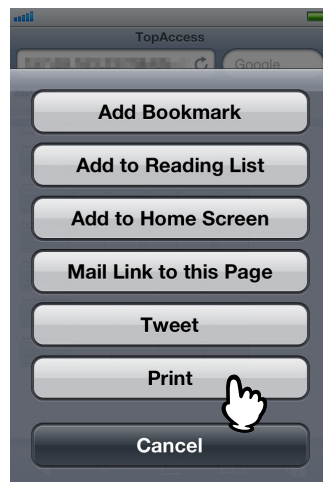 TopAccess
Google
Add Bookmark
Add to Reading List
Add to Home Screen
Mail Link to this Page
Tweet
Print
Cancel